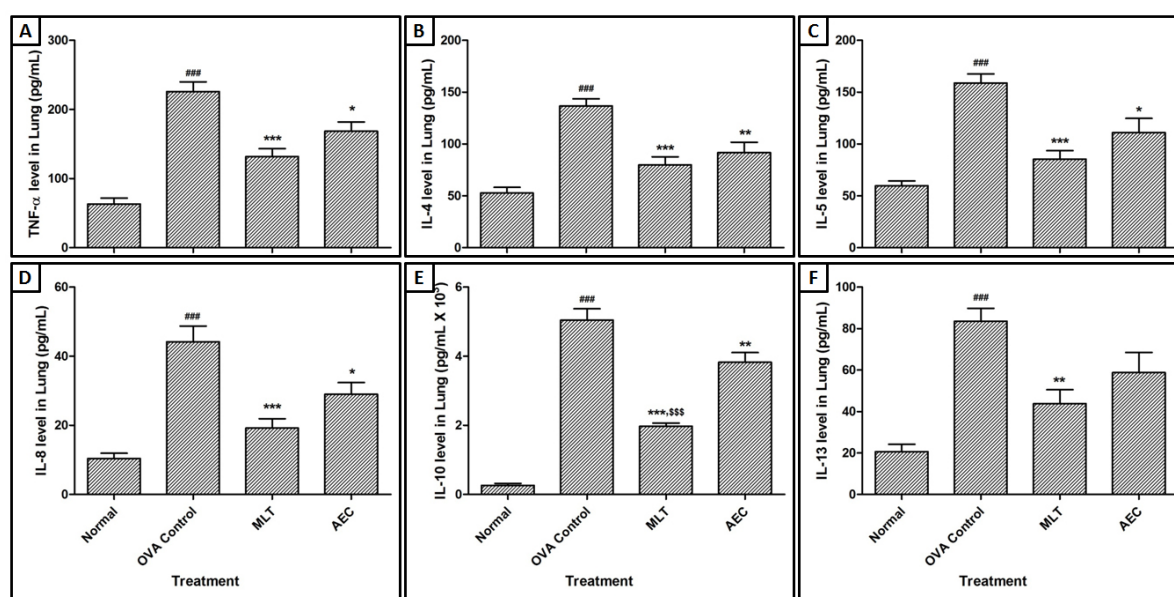 A
TNF-α level in Lung (pg/mL)
300
200
100
0
###
***
*
B
IL-4 level in Lung (pg/mL)
200
150
100
50
0
###
***
**
C
IL-5 level in Lung (pg/mL)
200
150
100
50
0
###
***
*
D
IL-8 level in Lung (pg/mL)
60
40
20
0
###
***
*
Normal
OVA Control
MLT
AEC
Treatment
E
IL-10 level in Lung (pg/mL X 10³)
6
4
2
0
###
***,$$$
**
Normal
OVA Control
MLT
AEC
Treatment
F
IL-13 level in Lung (pg/mL)
100
80
60
40
20
0
###
**
Normal
OVA Control
MLT
AEC
Treatment